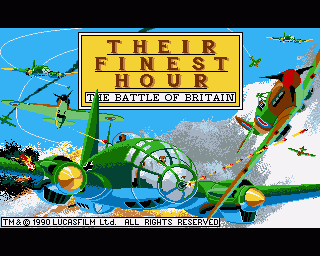 THEIR
FINEST
HOUR
THE BATTLE OF BRITAIN
TM & © 1990 LUCASFILM Ltd. ALL RIGHTS RESERVED